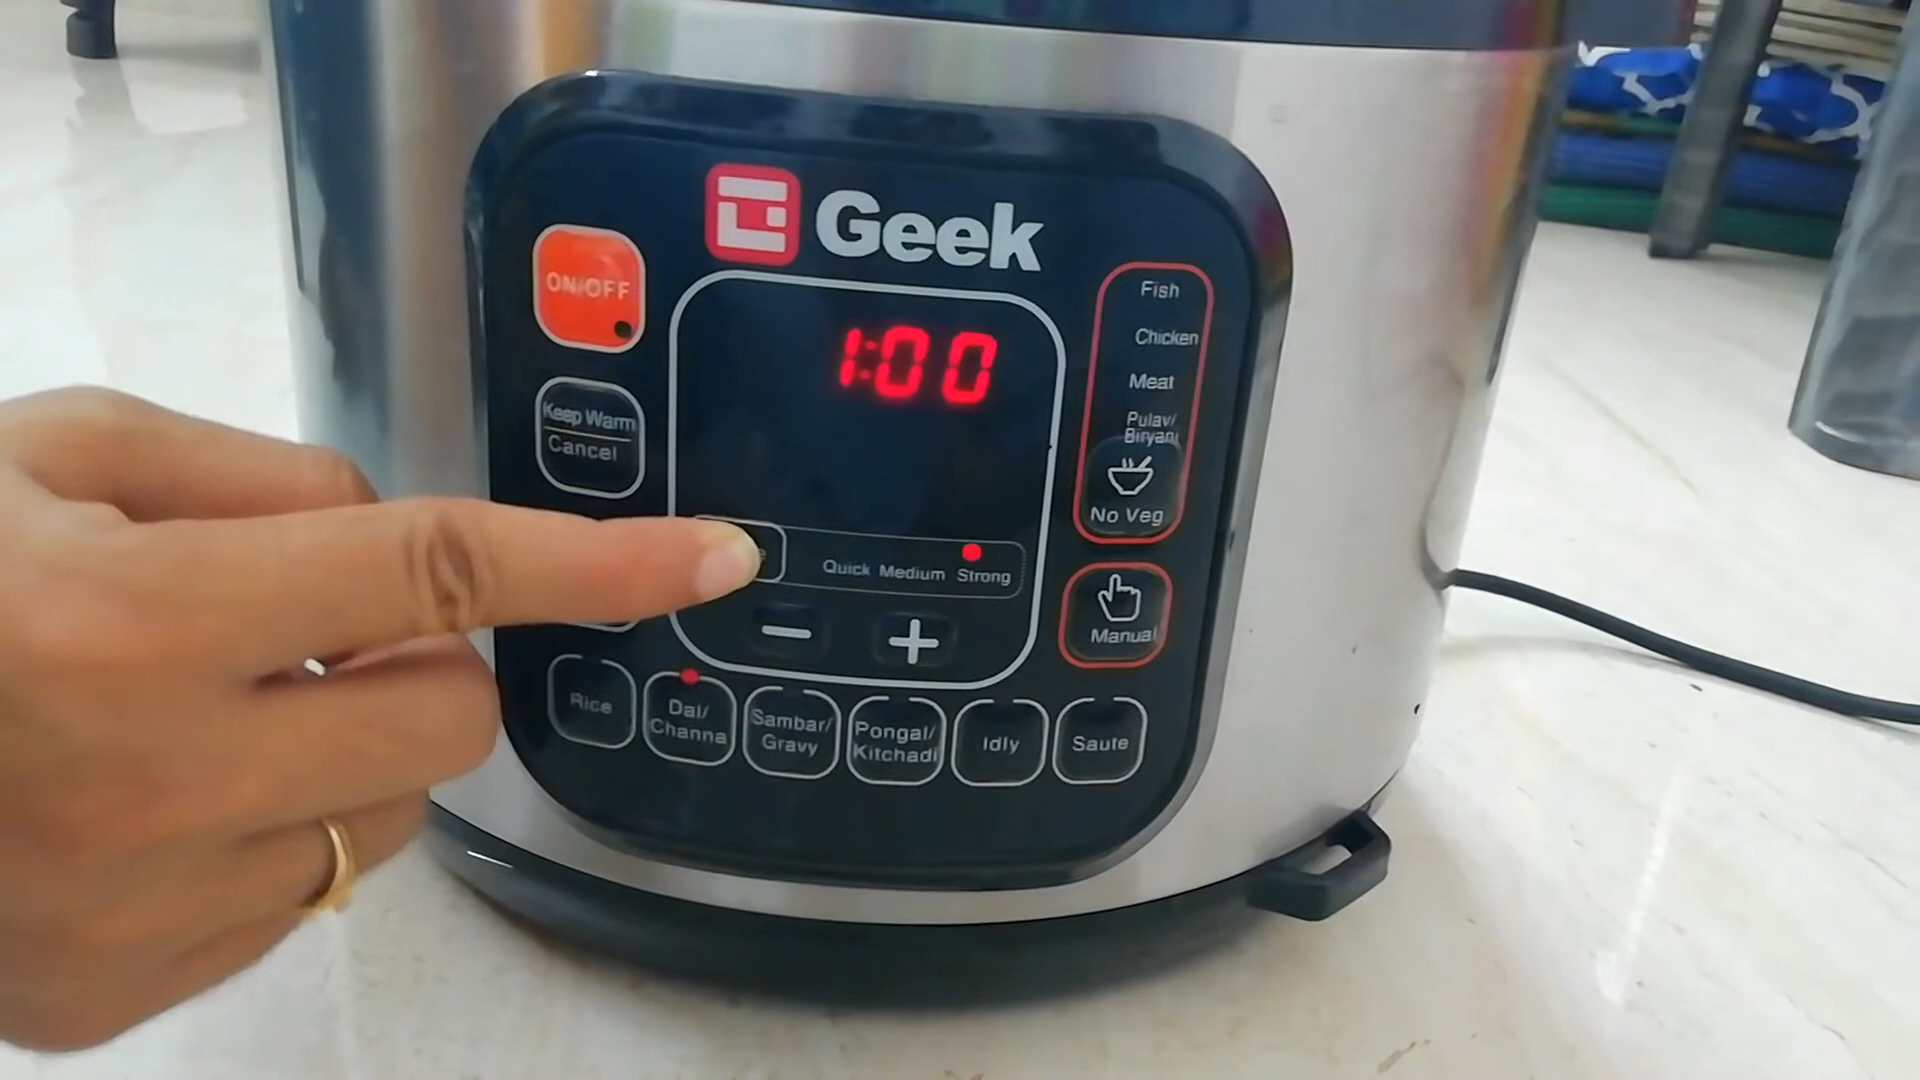 Geek
ON/OFF
1:00
Keep Warm
Cancel
Fish
Chicken
Meat
Pulav/
Biryani
No Veg
Quick Medium Strong
Manual
Rice
Dal/
Channa
Sambar/
Gravy
Pongal/
Kitchadi
Idly
Saute